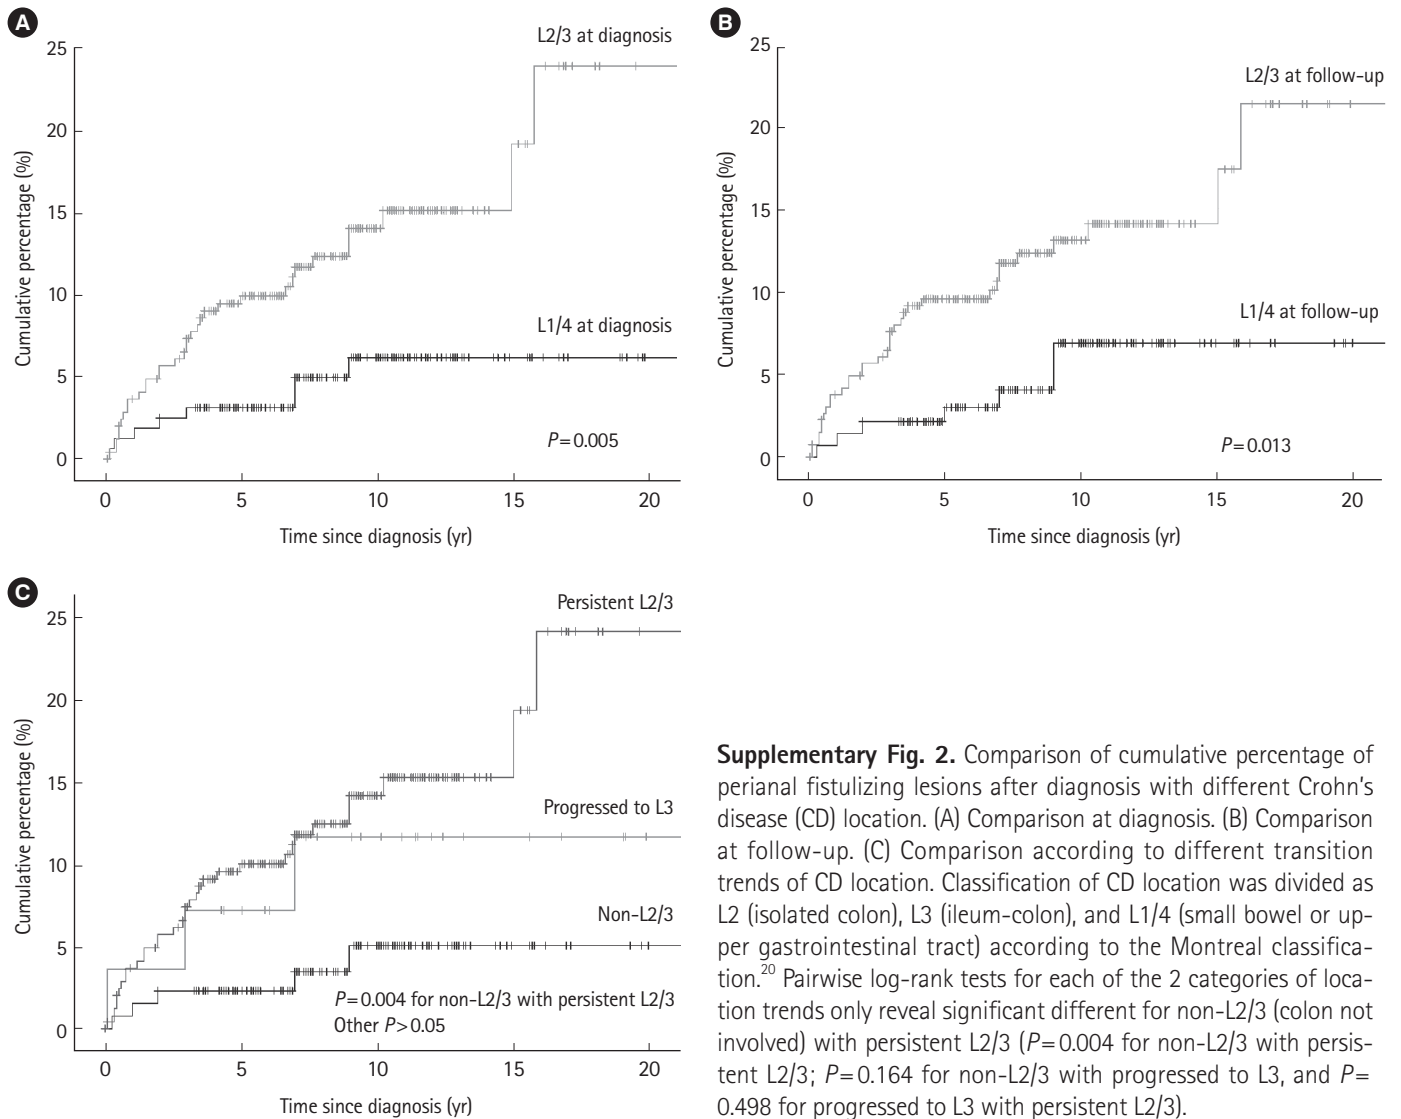 A
25
20
15
10
5
0
Cumulative percentage (%)
L2/3 at diagnosis
L1/4 at diagnosis
P=0.005
0 5 10 15 20
Time since diagnosis (yr)
B
25
20
15
10
5
0
Cumulative percentage (%)
L2/3 at follow-up
L1/4 at follow-up
P=0.013
0 5 10 15 20
Time since diagnosis (yr)
C
25
20
15
10
5
0
Cumulative percentage (%)
Persistent L2/3
Progressed to L3
Non-L2/3
P=0.004 for non-L2/3 with persistent L2/3
Other P>0.05
0 5 10 15 20
Time since diagnosis (yr)
Supplementary Fig. 2. Comparison of cumulative percentage of
perianal fistulizing lesions after diagnosis with different Crohn's
disease (CD) location. (A) Comparison at diagnosis. (B) Comparison
at follow-up. (C) Comparison according to different transition
trends of CD location. Classification of CD location was divided as
L2 (isolated colon), L3 (ileum-colon), and L1/4 (small bowel or up-
per gastrointestinal tract) according to the Montreal classifica-
tion.20 Pairwise log-rank tests for each of the 2 categories of loca-
tion trends only reveal significant different for non-L2/3 (colon not
involved) with persistent L2/3 (P=0.004 for non-L2/3 with persis-
tent L2/3; P=0.164 for non-L2/3 with progressed to L3, and P=
0.498 for progressed to L3 with persistent L2/3).